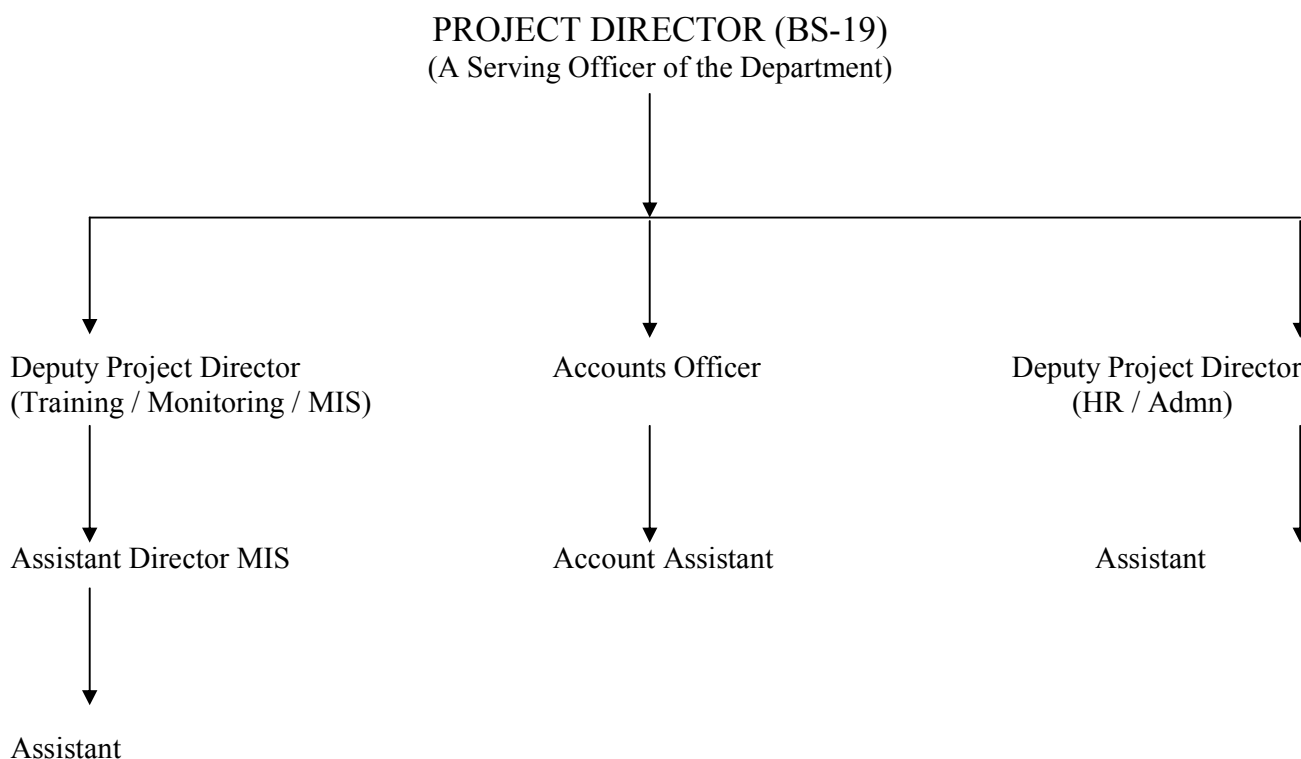 PROJECT DIRECTOR (BS-19)
(A Serving Officer of the Department)
Deputy Project Director
(Training / Monitoring / MIS)
Accounts Officer
Deputy Project Director
(HR / Admn)
Assistant Director MIS
Account Assistant
Assistant
Assistant